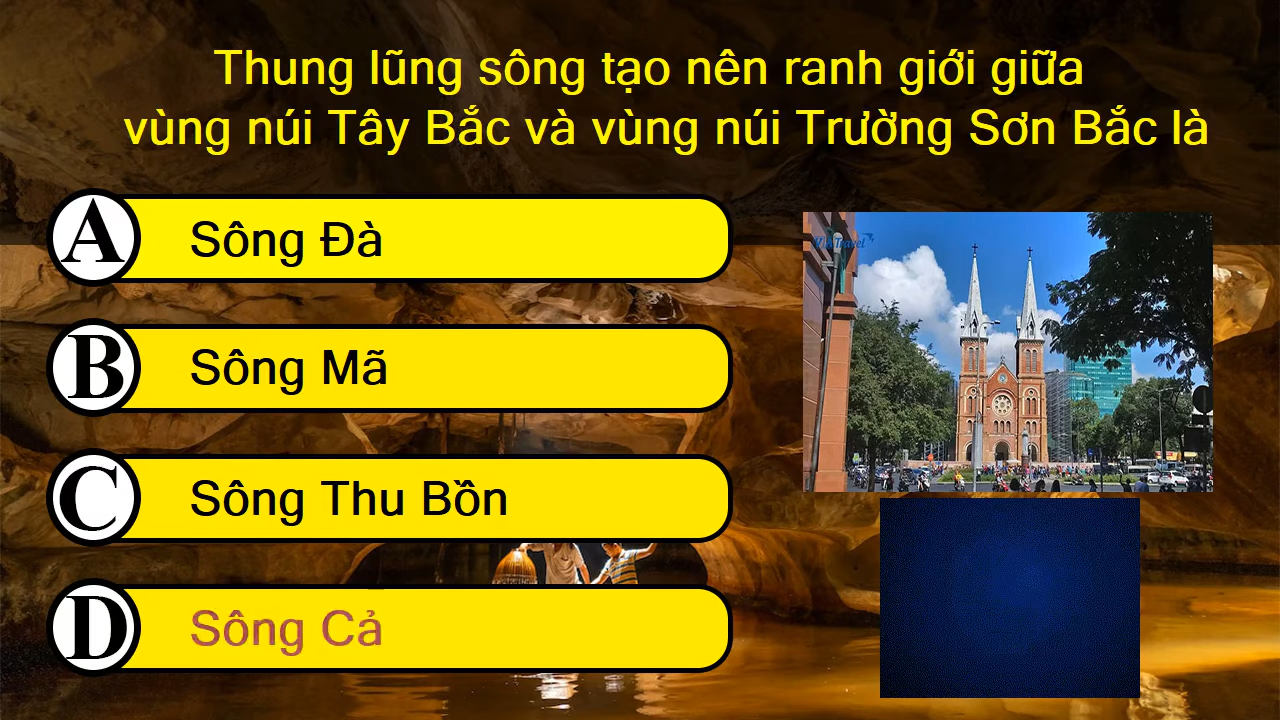 Thung lũng sông tạo nên ranh giới giữa
vùng núi Tây Bắc và vùng núi Trường Sơn Bắc là
A Sông Đà
B Sông Mã
C Sông Thu Bồn
D Sông Cả